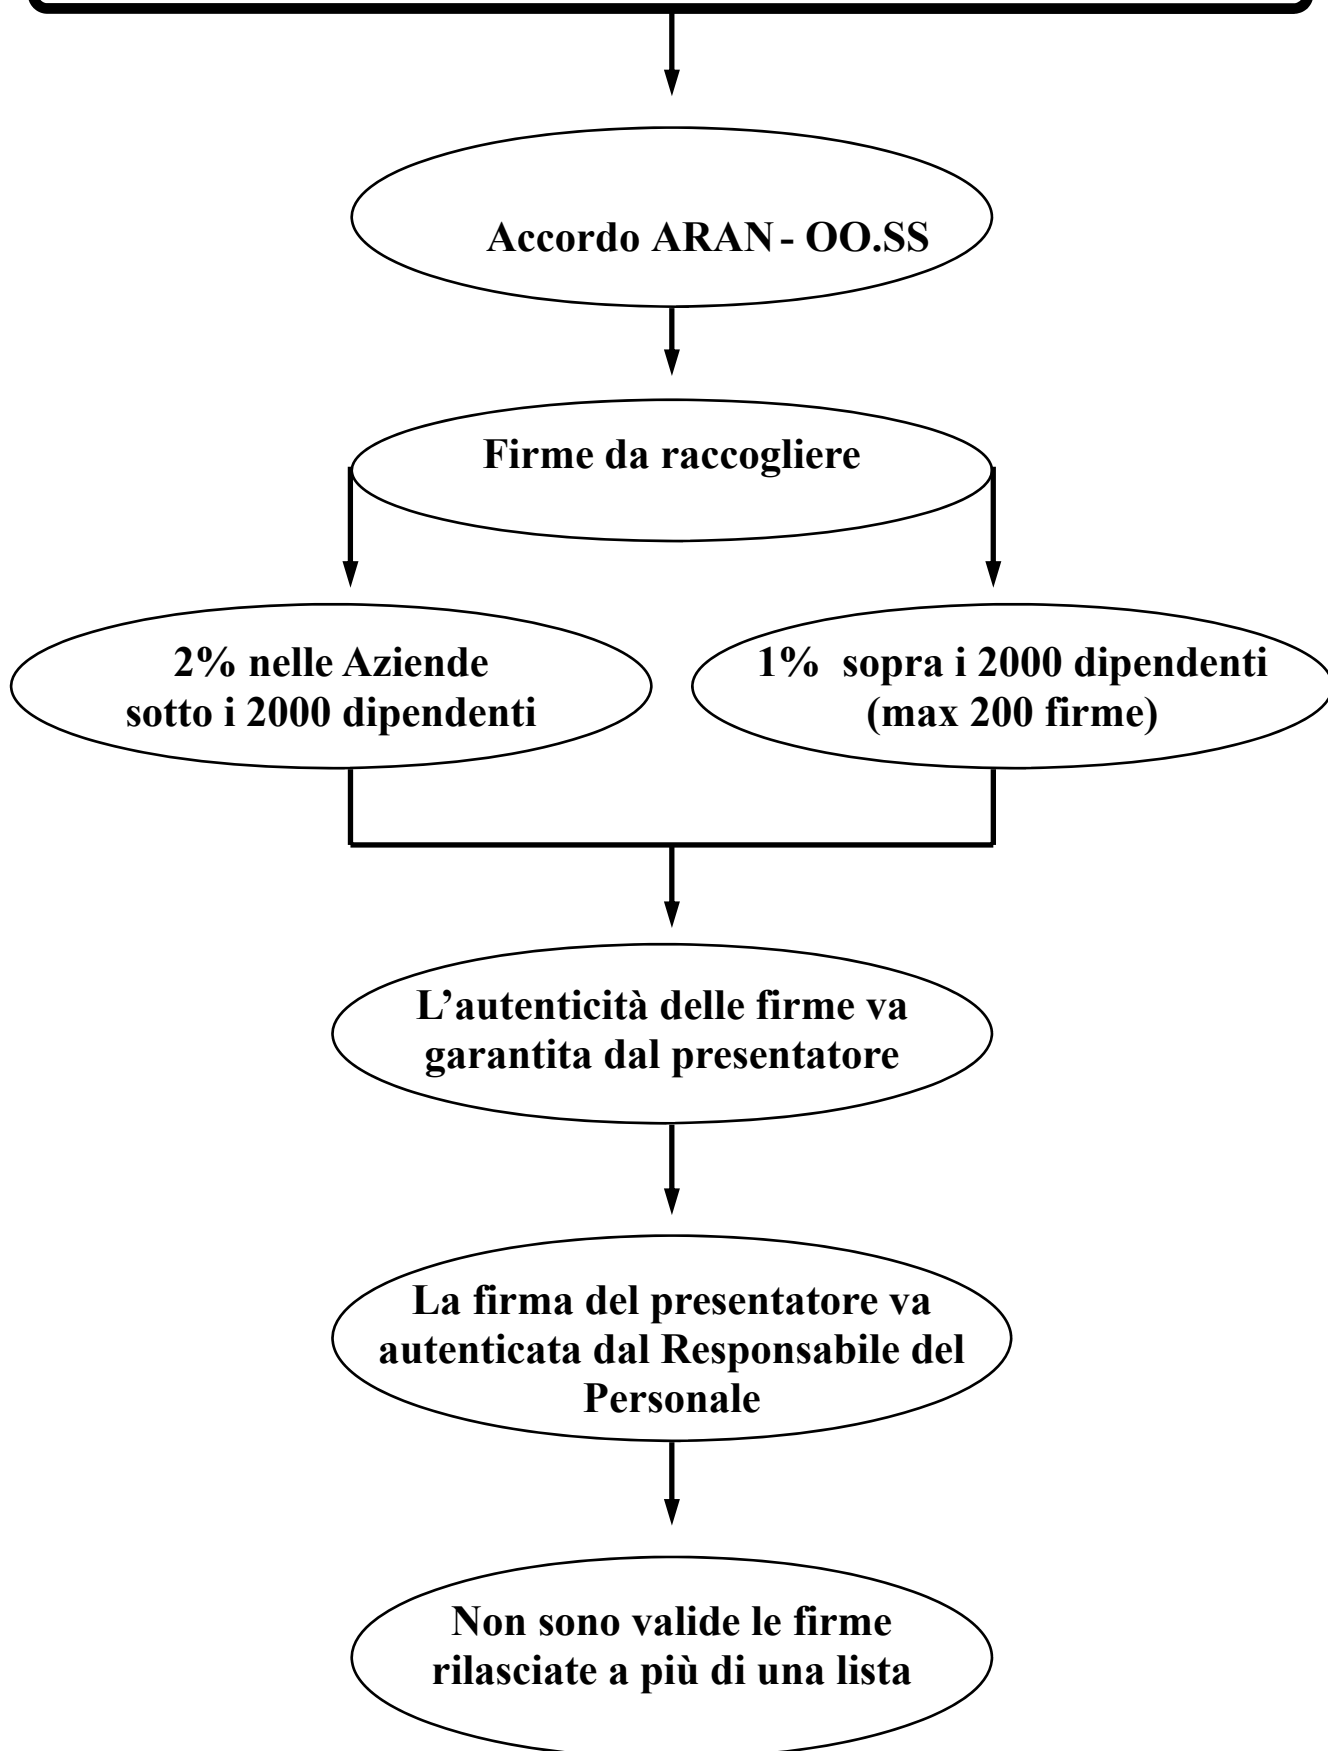 Accordo ARAN - OO.SS
Firme da raccogliere
2% nelle Aziende
sotto i 2000 dipendenti
1% sopra i 2000 dipendenti
(max 200 firme)
L’autenticità delle firme va
garantita dal presentatore
La firma del presentatore va
autenticata dal Responsabile del
Personale
Non sono valide le firme
rilasciate a più di una lista